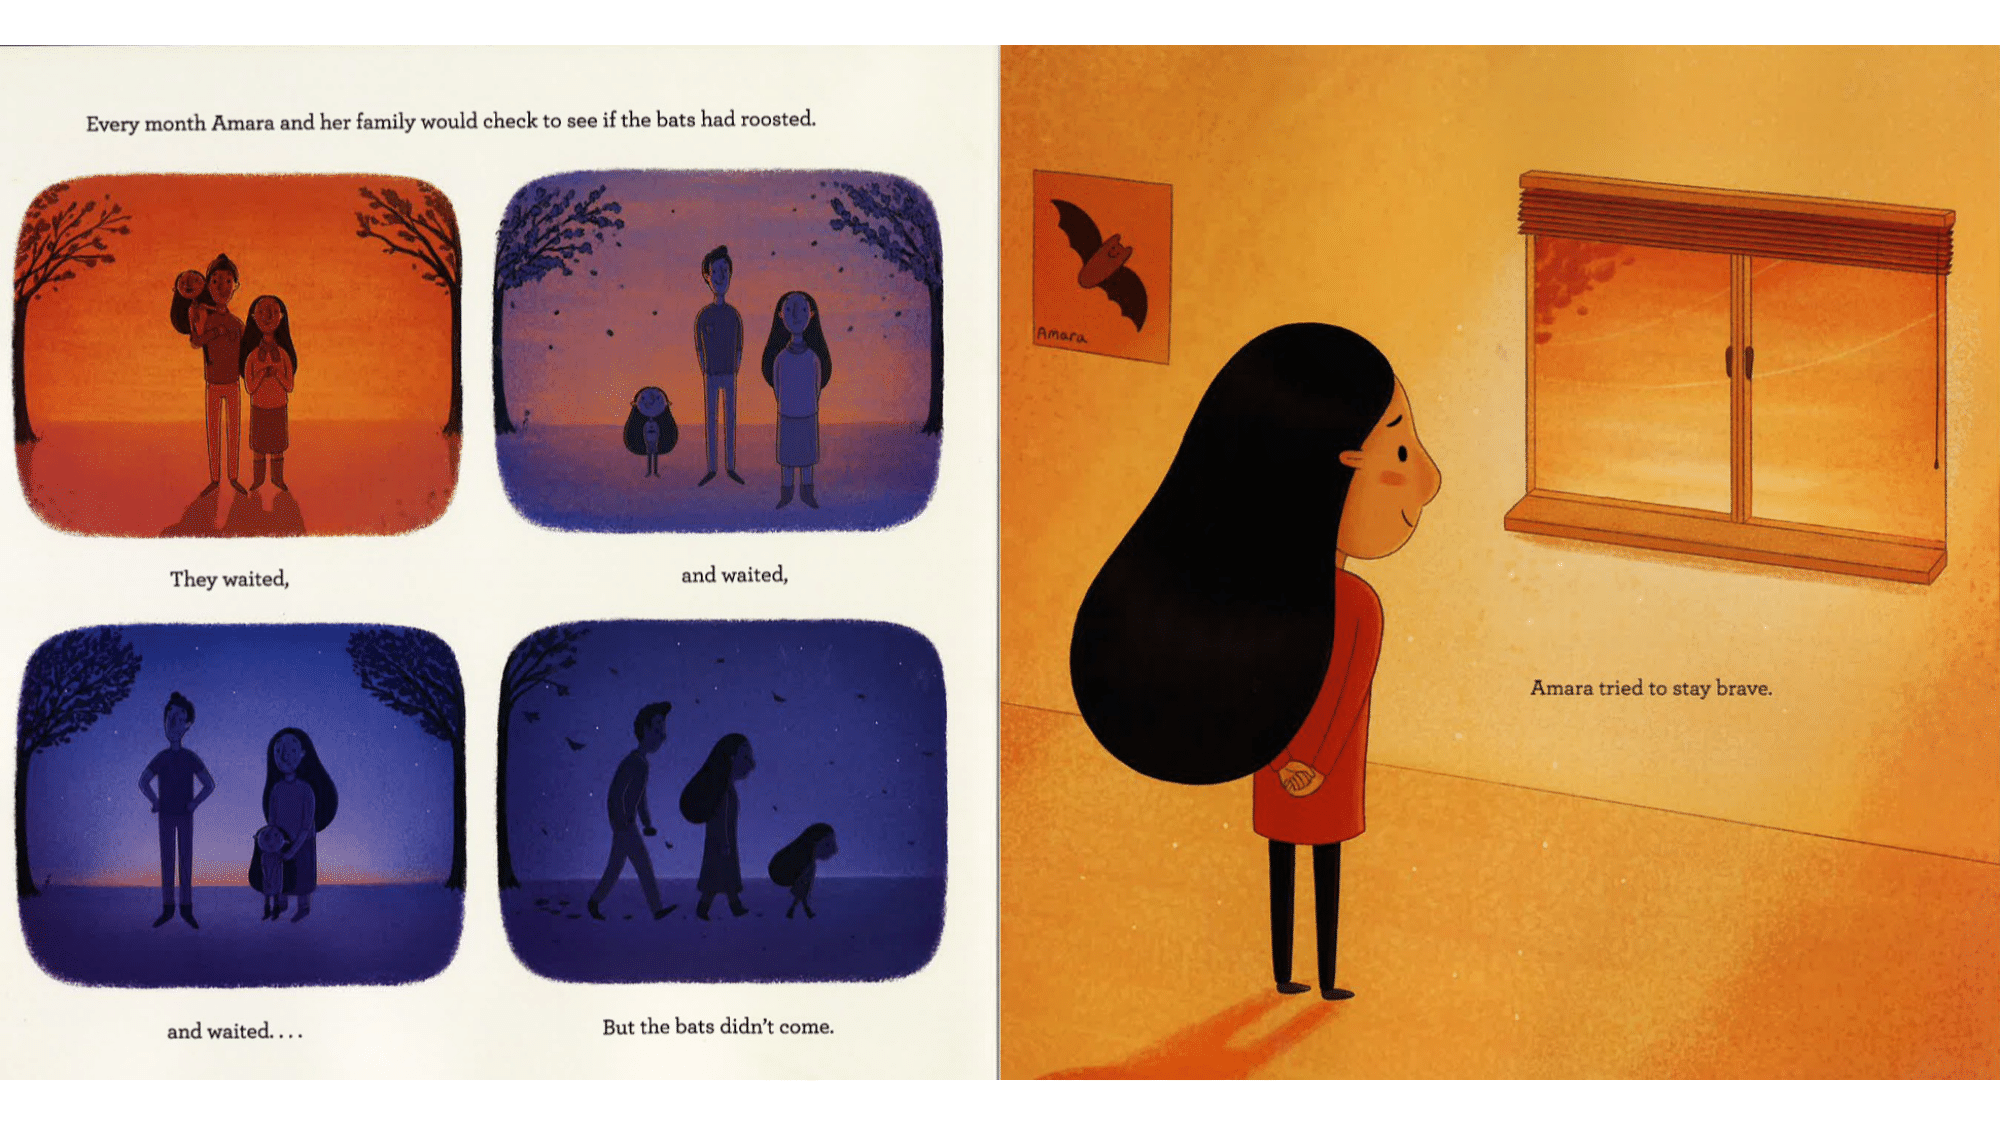 Every month Amara and her family would check to see if the bats had roosted.
They waited,
and waited,
and waited. . . .
But the bats didn’t come.
Amara
Amara tried to stay brave.